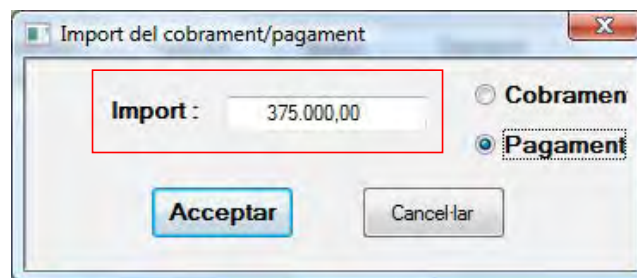 Import del cobrament/pagament
Import :
375.000,00
Cobramen
Pagament
Acceptar
Cancel·lar